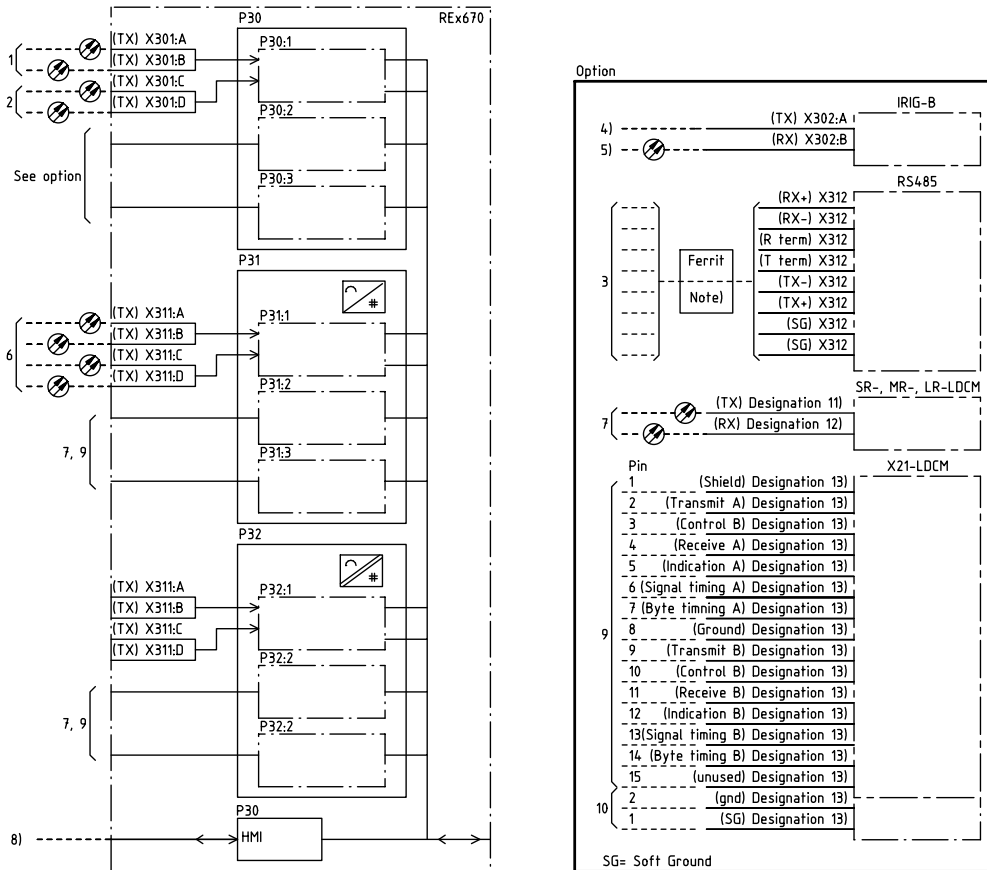 P30
REx670
P30:1
1
(TX) X301:A
(TX) X301:B
2
(TX) X301:C
(TX) X301:D
P30:2
See option
P30:3
P31
#
P31:1
6
(TX) X311:A
(TX) X311:B
(TX) X311:C
(TX) X311:D
P31:2
7, 9
P31:3
P32
#
P32:1
(TX) X311:A
(TX) X311:B
(TX) X311:C
(TX) X311:D
P32:2
7, 9
P32:2
P30
8)
HMI
Option
IRIG-B
4)
(TX) X302:A
5)
(RX) X302:B
RS485
(RX+) X312
(RX-) X312
(R term) X312
(T term) X312
(TX-) X312
(TX+) X312
(SG) X312
(SG) X312
3
Ferrit
Note)
SR-, MR-, LR-LDCM
7
(TX) Designation 11)
(RX) Designation 12)
X21-LDCM
Pin
1 (Shield) Designation 13)
2 (Transmit A) Designation 13)
3 (Control B) Designation 13)
4 (Receive A) Designation 13)
5 (Indication A) Designation 13)
6 (Signal timing A) Designation 13)
7 (Byte timning A) Designation 13)
8 (Ground) Designation 13)
9
9 (Transmit B) Designation 13)
10 (Control B) Designation 13)
11 (Receive B) Designation 13)
12 (Indication B) Designation 13)
13(Signal timing B) Designation 13)
14 (Byte timing B) Designation 13)
15 (unused) Designation 13)
10
2 (gnd) Designation 13)
1 (SG) Designation 13)
SG= Soft Ground